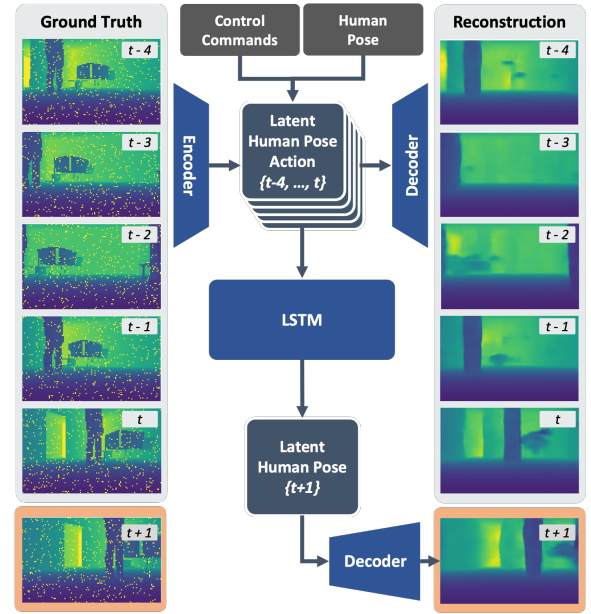 Ground Truth
t - 4
t - 3
t - 2
t - 1
t
t + 1
Control
Commands
Human
Pose
Encoder
Latent
Human Pose
Action
{t-4, ..., t}
Decoder
LSTM
Latent
Human Pose
{t+1}
Decoder
Reconstruction
t - 4
t - 3
t - 2
t - 1
t
t + 1